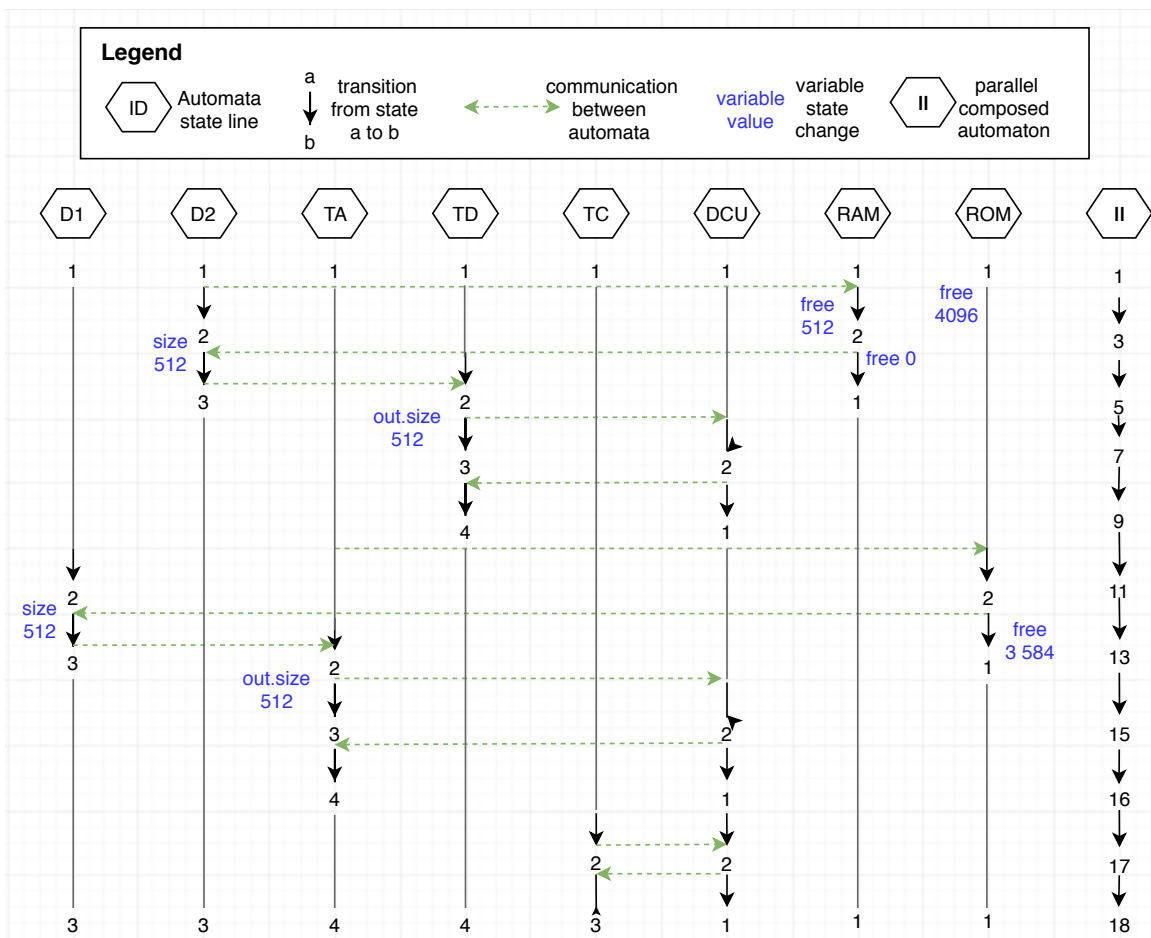 Legend
ID
Automata
state line
a
b
transition
from state
a to b
communication
between
automata
variable
value
variable
state
change
II
parallel
composed
automaton
D1 D2 TA TD TC DCU RAM ROM II
1 1 1 1 1 1 1 1 1
free
512
free
4096
2 2 3
size
512
free 0
3 2 1 5
out.size
512
7
3 2
4 1 9
2 2 11
size
512
free
3 584
3 2 1 13
out.size
512
3 2 15
4 1 16
2 2 17
3 3 4 4 3 1 1 1 18